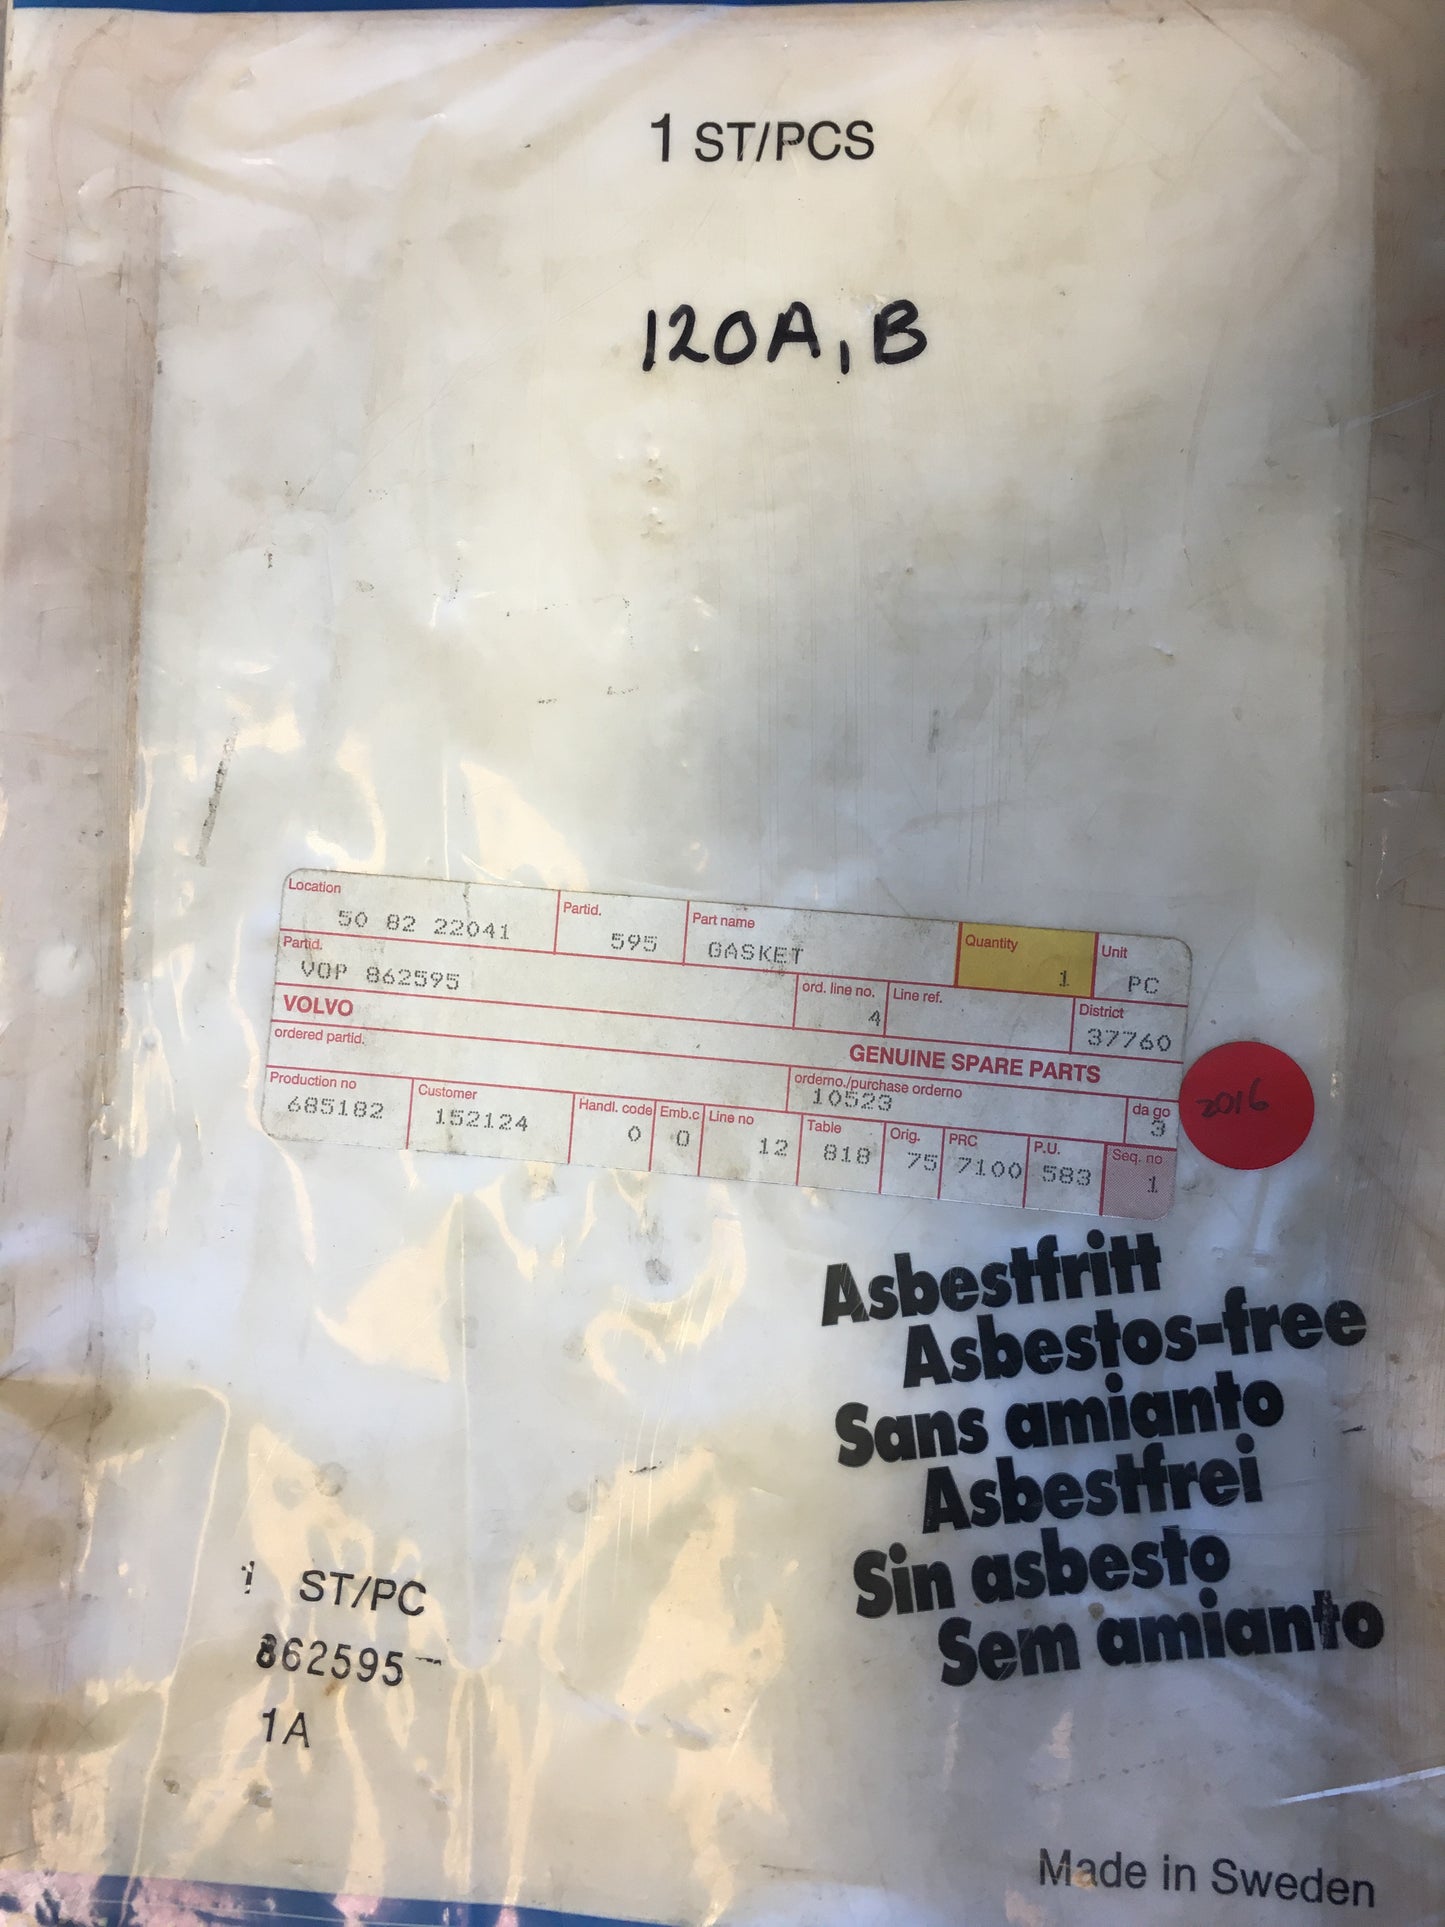 1 ST/PCS
120A, B
Location Partid. Part name Quantity Unit
50 82 22041 595 GASKET 1 PC
Partid. ord. line no. Line ref. District
VOP 862595 4 37760
VOLVO GENUINE SPARE PARTS
ordered partid. orderno./purchase orderno da go
10523 3
Production no Customer Handl. code Emb.c Line no Table Orig. PRC P.U. Seq. no
685182 152124 0 0 12 818 75 7100 583 1
2016
Asbestfritt
Asbestos-free
Sans amianto
Asbestfrei
Sin asbesto
Sem amianto
1 ST/PC
862595
1A
Made in Sweden